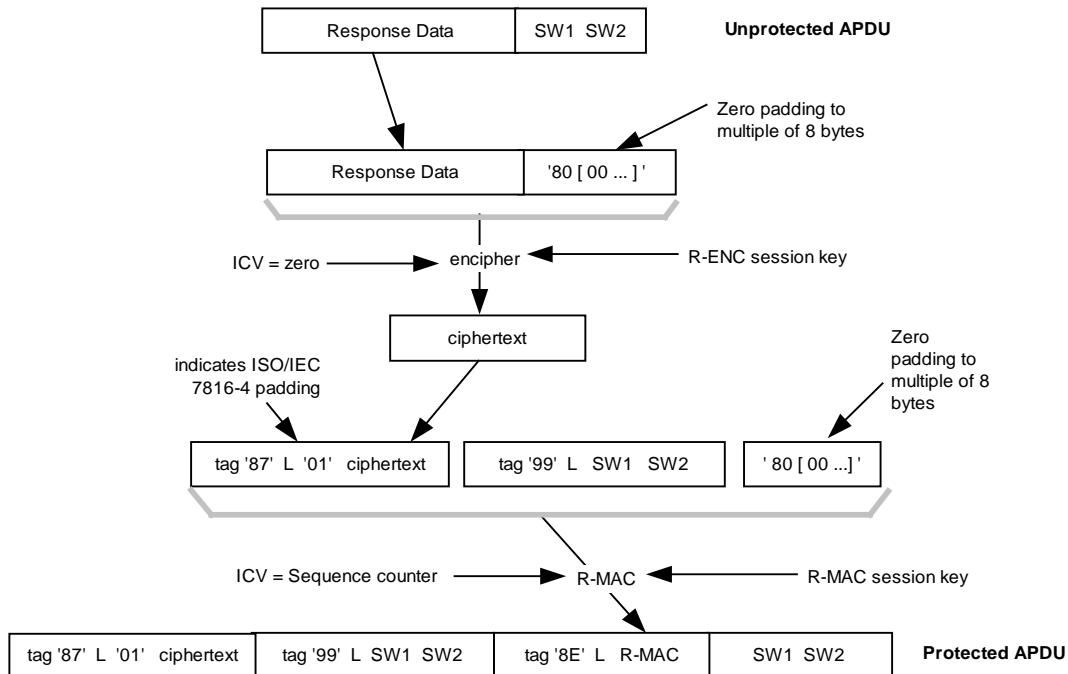 Response Data SW1 SW2 Unprotected APDU
Zero padding to
multiple of 8 bytes
Response Data '80 [ 00 ... ] '
ICV = zero encipher R-ENC session key
ciphertext
indicates ISO/IEC
7816-4 padding
Zero
padding to
multiple of 8
bytes
tag '87' L '01' ciphertext tag '99' L SW1 SW2 ' 80 [ 00 ...] '
ICV = Sequence counter R-MAC R-MAC session key
tag '87' L '01' ciphertext tag '99' L SW1 SW2 tag '8E' L R-MAC SW1 SW2 Protected APDU